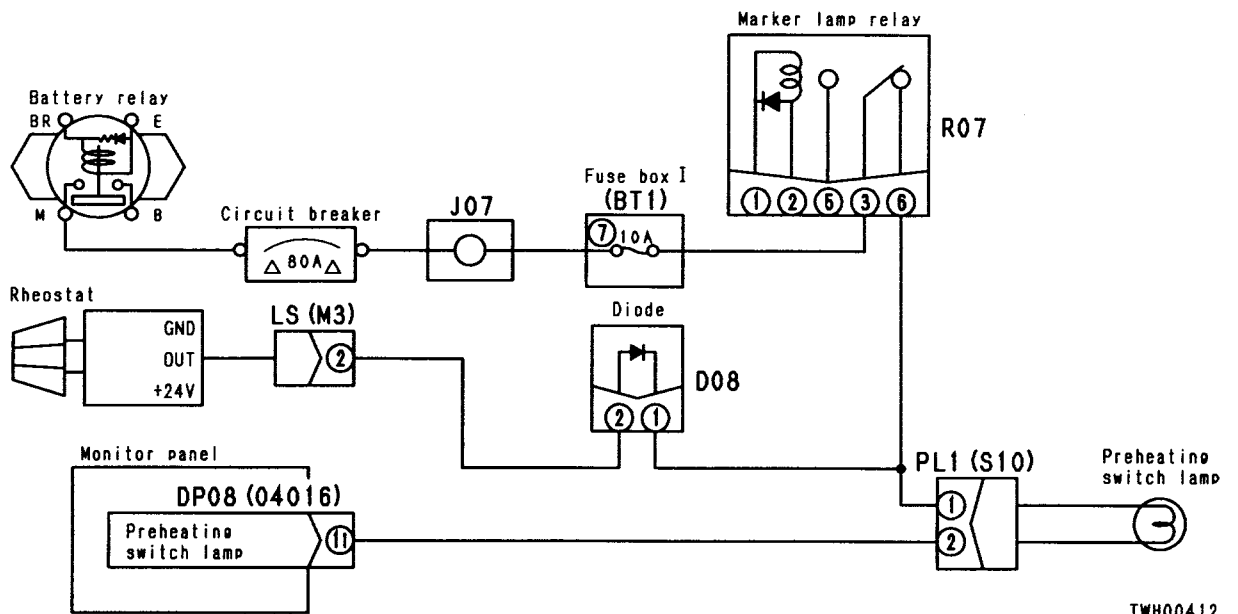 Marker lamp relay
R07
1 2 5 3 6
Battery relay
BR E
M B
Circuit breaker
80A
J07
Fuse box I
(BT1)
7 10A
Rheostat
GND
OUT
+24V
LS (M3)
2
Diode
D08
2 1
Monitor panel
DP08 (04016)
Preheating
switch lamp
11
PL1 (S10)
1
2
Preheating
switch lamp
TWH00412